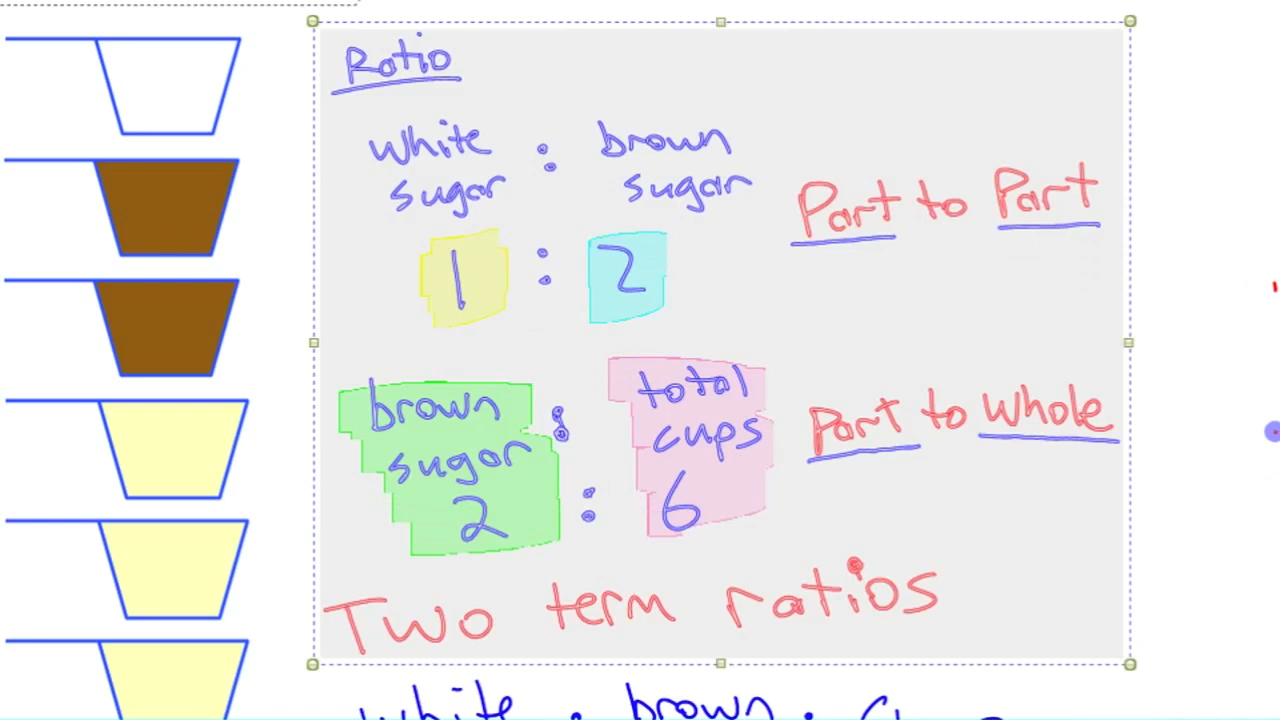 Ratio
white : brown
sugar sugar
Part to Part
1 : 2
brown : total
sugar cups
Part to Whole
2 : 6
Two term ratios
white : brown :